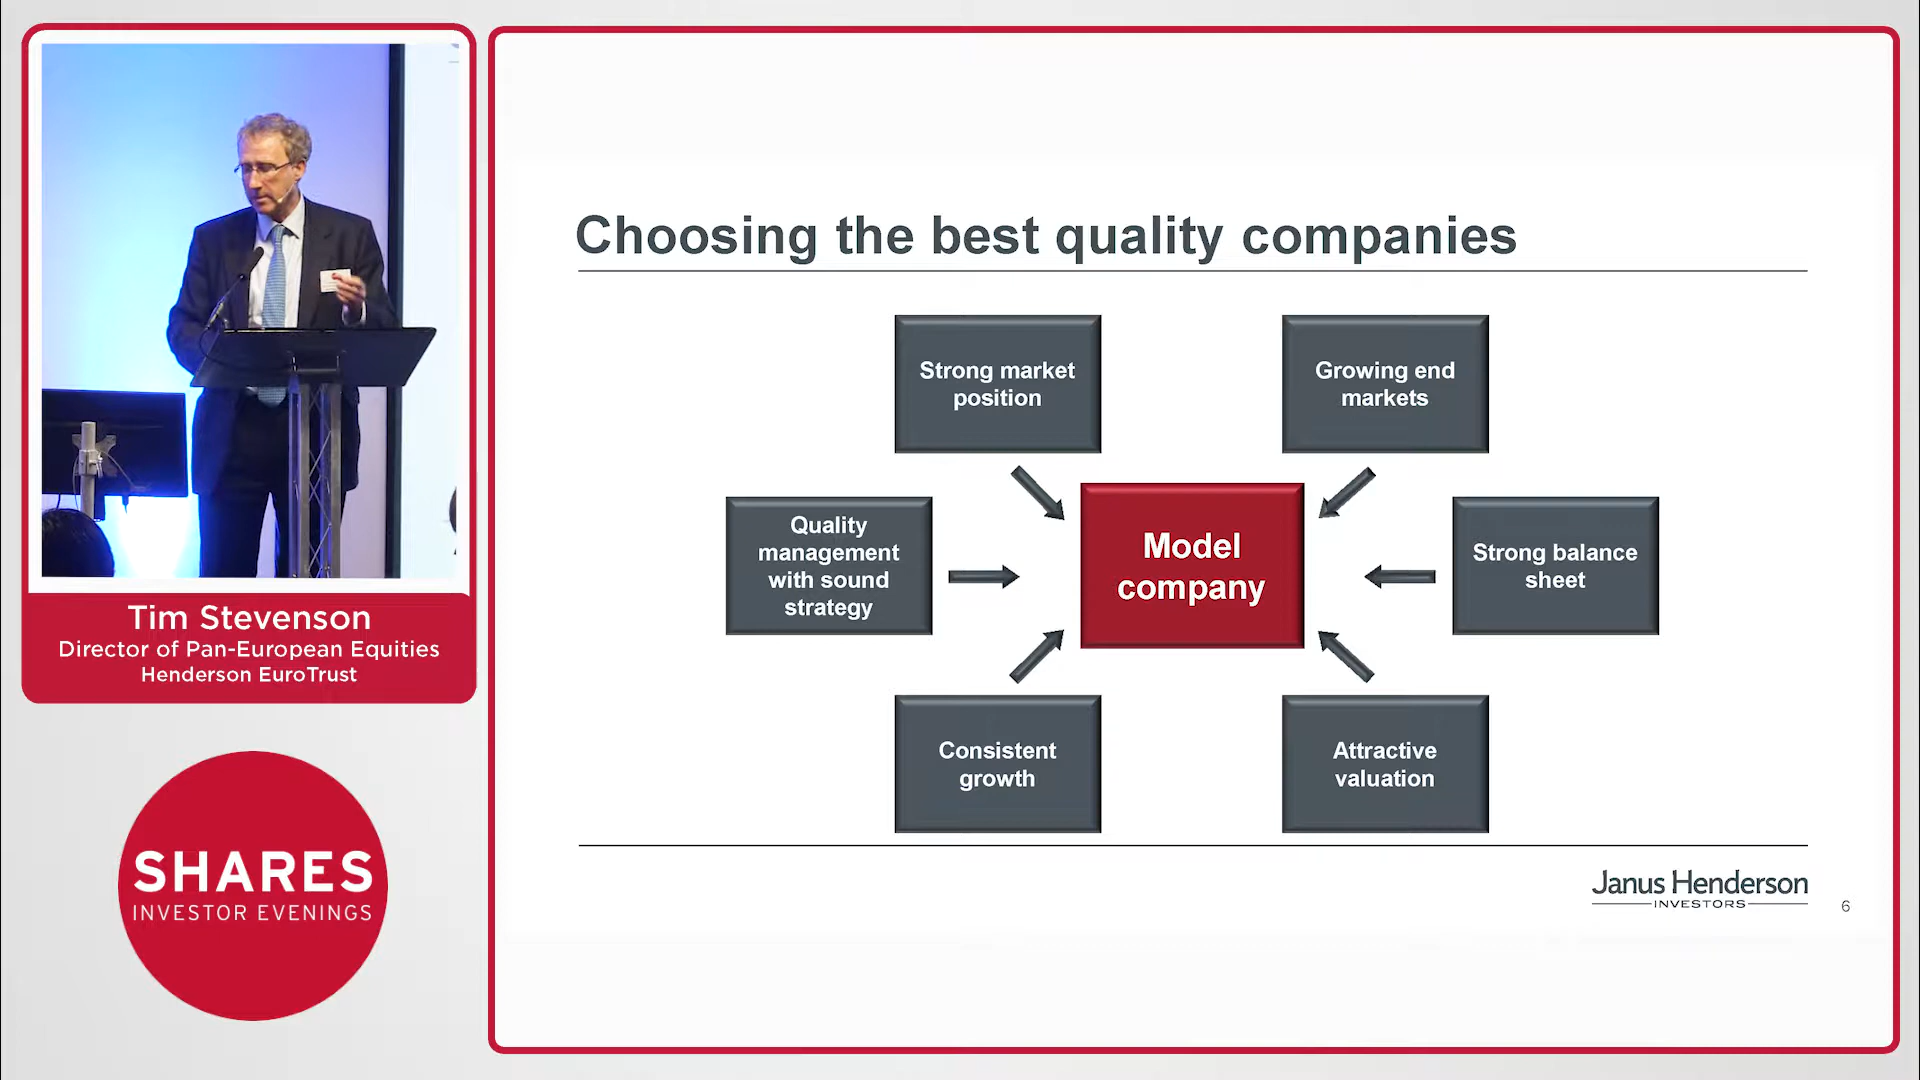 Tim Stevenson
Director of Pan-European Equities
Henderson EuroTrust
SHARES
INVESTOR EVENINGS
Choosing the best quality companies
Strong market
position
Growing end
markets
Quality
management
with sound
strategy
Model
company
Strong balance
sheet
Consistent
growth
Attractive
valuation
Janus Henderson
INVESTORS
6